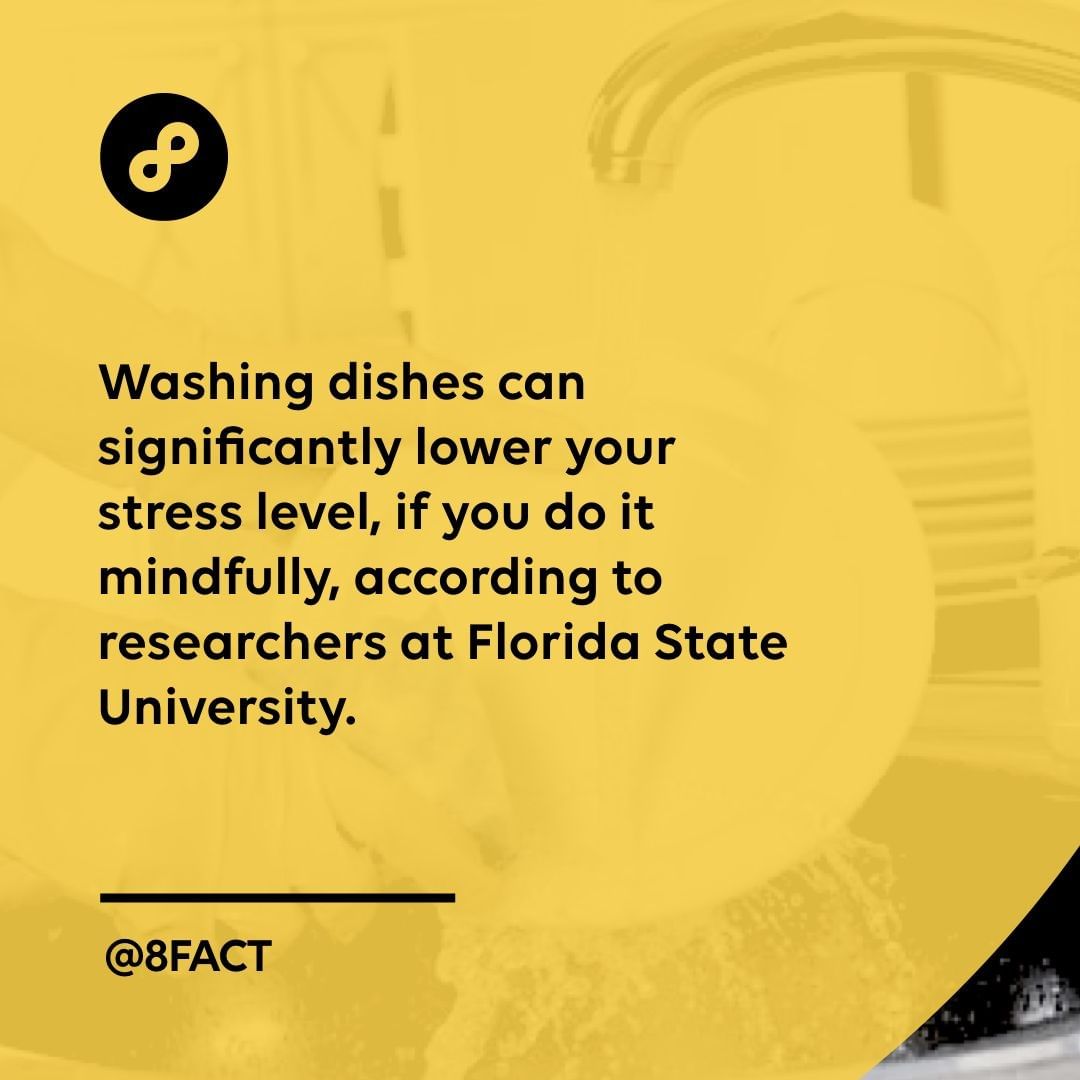 Washing dishes can
significantly lower your
stress level, if you do it
mindfully, according to
researchers at Florida State
University.
@8FACT